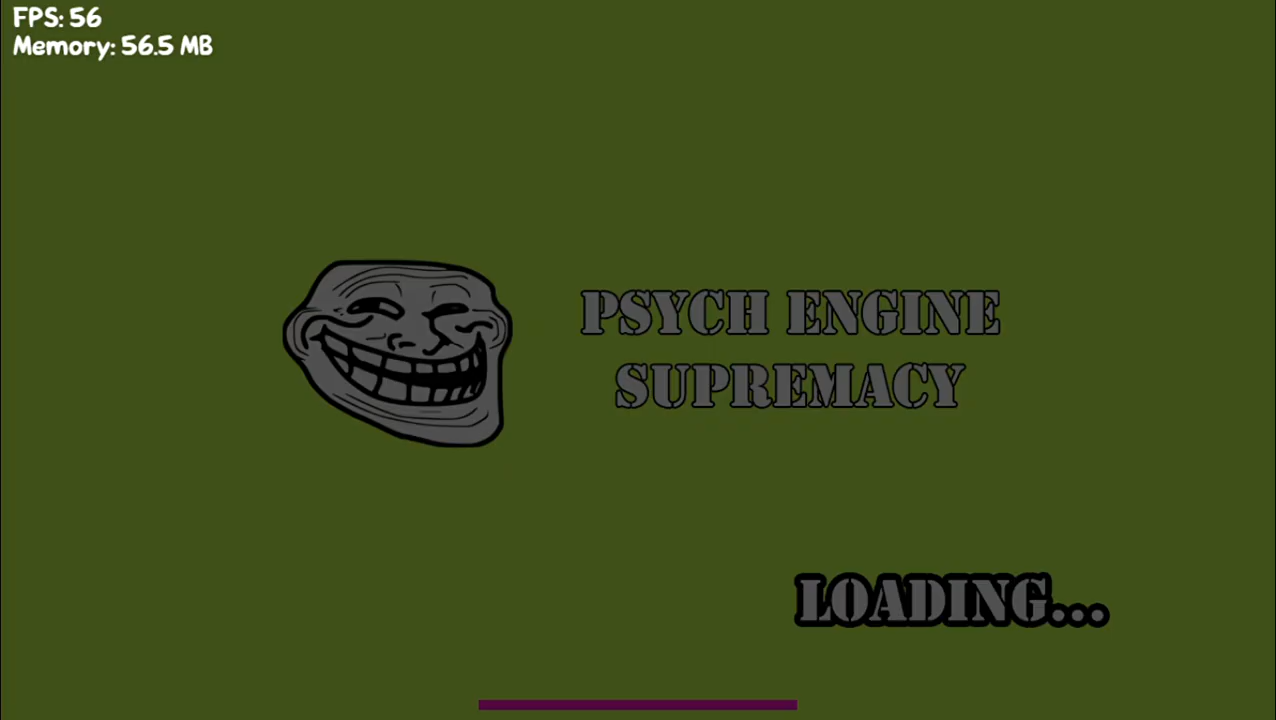 FPS: 56
Memory: 56.5 MB
PSYCH ENGINE
SUPREMACY
LOADING...